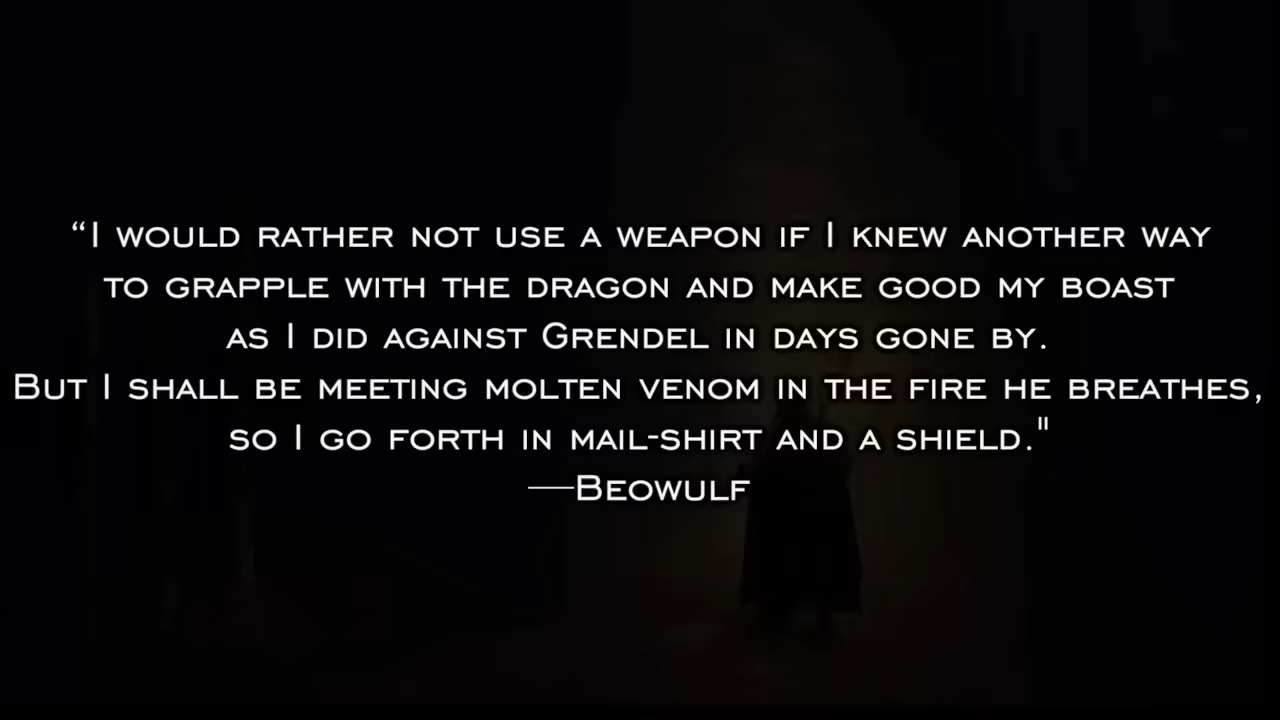 “I WOULD RATHER NOT USE A WEAPON IF I KNEW ANOTHER WAY
TO GRAPPLE WITH THE DRAGON AND MAKE GOOD MY BOAST
AS I DID AGAINST GRENDEL IN DAYS GONE BY.
BUT I SHALL BE MEETING MOLTEN VENOM IN THE FIRE HE BREATHES,
SO I GO FORTH IN MAIL-SHIRT AND A SHIELD."
—BEOWULF